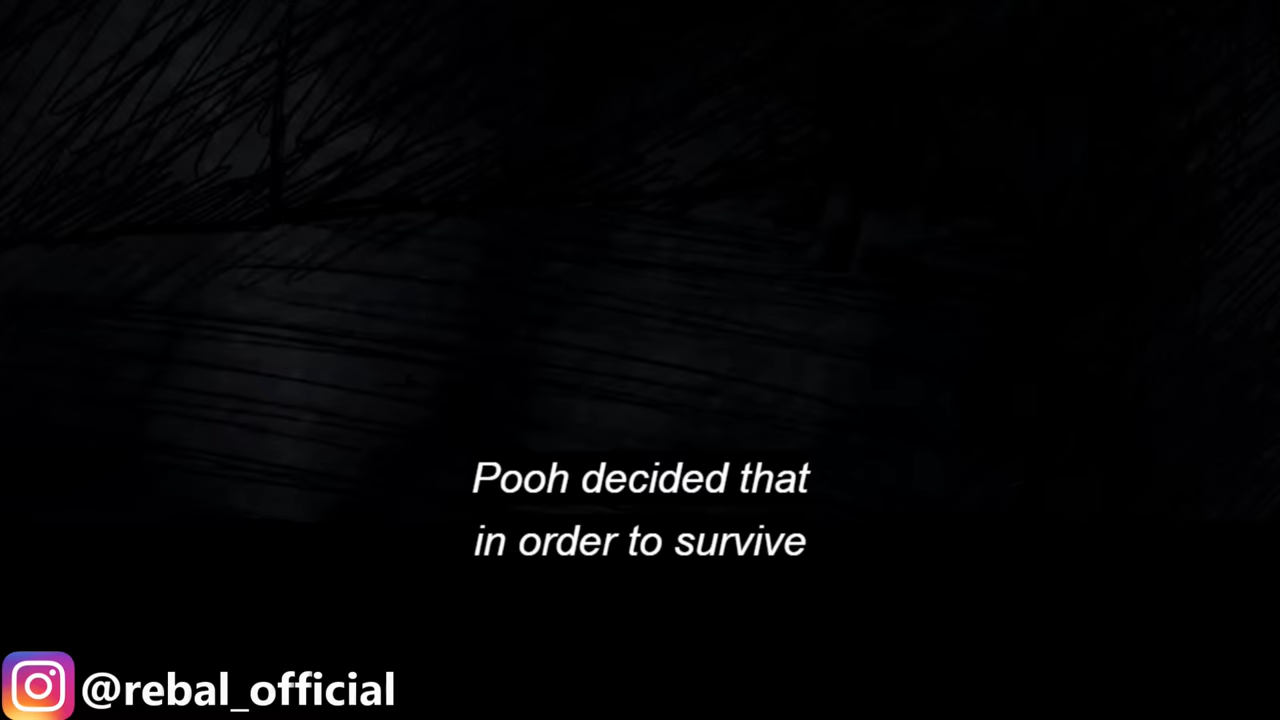 Pooh decided that
in order to survive
@rebal_official